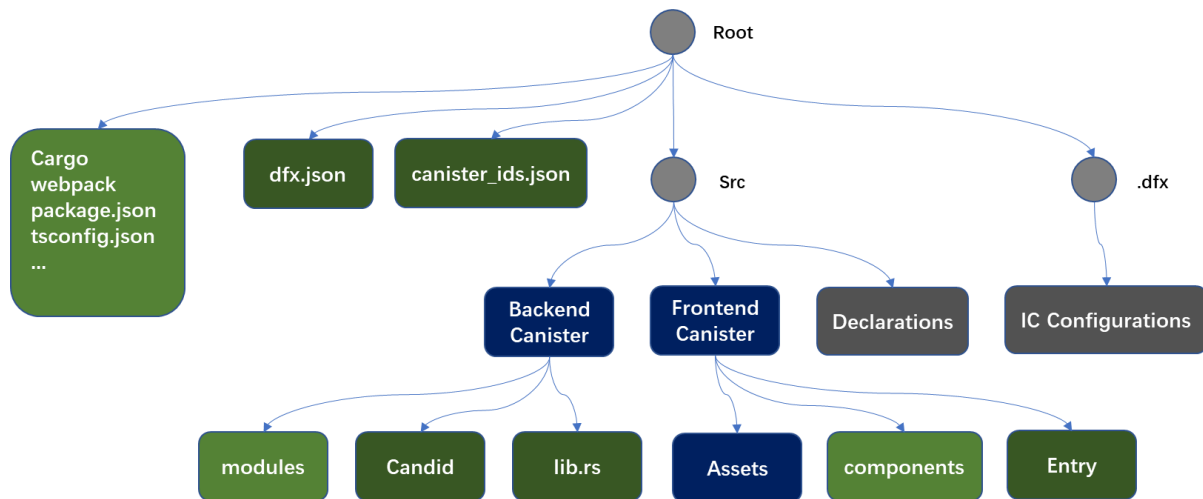 Root
Cargo
webpack
package.json
tsconfig.json
...
dfx.json
canister_ids.json
Src
.dfx
Backend
Canister
Frontend
Canister
Declarations
IC Configurations
modules
Candid
lib.rs
Assets
components
Entry